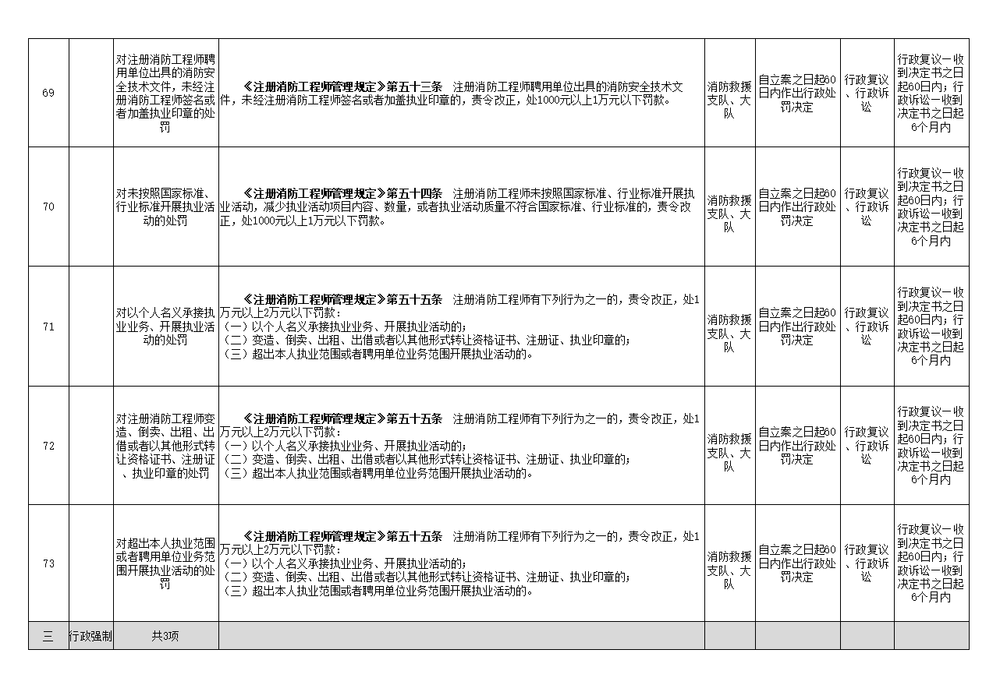 69
对注册消防工程师聘
用单位出具的消防安
全技术文件，未经注
册消防工程师签名或
者加盖执业印章的处
罚
《注册消防工程师管理规定》第五十三条　注册消防工程师聘用单位出具的消防安全技术文
件，未经注册消防工程师签名或者加盖执业印章的，责令改正，处1000元以上1万元以下罚款。
消防救援
支队、大
队
自立案之日起60
日内作出行政处
罚决定
行政复议
、行政诉
讼
行政复议一收
到决定书之日
起60日内；行
政诉讼一收到
决定书之日起
6个月内
70
对未按照国家标准、
行业标准开展执业活
动的处罚
《注册消防工程师管理规定》第五十四条　注册消防工程师未按照国家标准、行业标准开展执
业活动，减少执业活动项目内容、数量，或者执业活动质量不符合国家标准、行业标准的，责令改
正，处1000元以上1万元以下罚款。
消防救援
支队、大
队
自立案之日起60
日内作出行政处
罚决定
行政复议
、行政诉
讼
行政复议一收
到决定书之日
起60日内；行
政诉讼一收到
决定书之日起
6个月内
71
对以个人名义承接执
业业务、开展执业活
动的处罚
《注册消防工程师管理规定》第五十五条　注册消防工程师有下列行为之一的，责令改正，处1
万元以上2万元以下罚款：
（一）以个人名义承接执业业务、开展执业活动的；
（二）变造、倒卖、出租、出借或者以其他形式转让资格证书、注册证、执业印章的；
（三）超出本人执业范围或者聘用单位业务范围开展执业活动的。
消防救援
支队、大
队
自立案之日起60
日内作出行政处
罚决定
行政复议
、行政诉
讼
行政复议一收
到决定书之日
起60日内；行
政诉讼一收到
决定书之日起
6个月内
72
对注册消防工程师变
造、倒卖、出租、出
借或者以其他形式转
让资格证书、注册证
、执业印章的处罚
《注册消防工程师管理规定》第五十五条　注册消防工程师有下列行为之一的，责令改正，处1
万元以上2万元以下罚款：
（一）以个人名义承接执业业务、开展执业活动的；
（二）变造、倒卖、出租、出借或者以其他形式转让资格证书、注册证、执业印章的；
（三）超出本人执业范围或者聘用单位业务范围开展执业活动的。
消防救援
支队、大
队
自立案之日起60
日内作出行政处
罚决定
行政复议
、行政诉
讼
行政复议一收
到决定书之日
起60日内；行
政诉讼一收到
决定书之日起
6个月内
73
对超出本人执业范围
或者聘用单位业务范
围开展执业活动的处
罚
《注册消防工程师管理规定》第五十五条　注册消防工程师有下列行为之一的，责令改正，处1
万元以上2万元以下罚款：
（一）以个人名义承接执业业务、开展执业活动的；
（二）变造、倒卖、出租、出借或者以其他形式转让资格证书、注册证、执业印章的；
（三）超出本人执业范围或者聘用单位业务范围开展执业活动的。
消防救援
支队、大
队
自立案之日起60
日内作出行政处
罚决定
行政复议
、行政诉
讼
行政复议一收
到决定书之日
起60日内；行
政诉讼一收到
决定书之日起
6个月内
三
行政强制
共3项